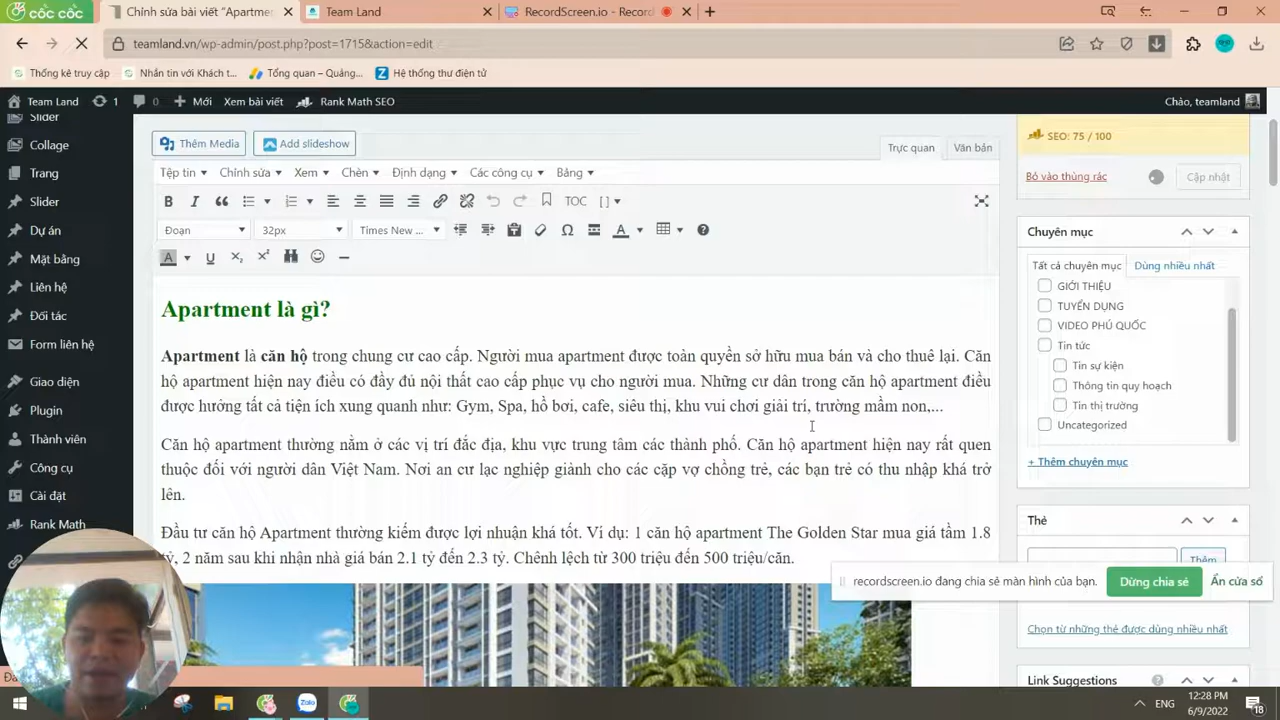 cốc cốc
Chỉnh sửa bài viết "Apartme
Team Land
RecordScreen.io - Record
teamland.vn/wp-admin/post.php?post=1715&action=edit
Thống kê truy cập
Nhắn tin với Khách t...
Tổng quan – Quảng...
Hệ thống thư điện tử
Team Land
1
0
Mới
Xem bài viết
Rank Math SEO
Chào, teamland
Slider
Collage
Trang
Slider
Dự án
Mặt bằng
Liên hệ
Đối tác
Form liên hệ
Giao diện
Plugin
Thành viên
Công cụ
Cài đặt
Rank Math
Thêm Media
Add slideshow
Trực quan
Văn bản
Tệp tin
Chỉnh sửa
Xem
Chèn
Định dạng
Các công cụ
Bảng
TOC
Đoạn
32px
Times New ...
Apartment là gì?
Apartment là căn hộ trong chung cư cao cấp. Người mua apartment được toàn quyền sở hữu mua bán và cho thuê lại. Căn
hộ apartment hiện nay điều có đầy đủ nội thất cao cấp phục vụ cho người mua. Những cư dân trong căn hộ apartment điều
được hưởng tất cả tiện ích xung quanh như: Gym, Spa, hồ bơi, cafe, siêu thị, khu vui chơi giải trí, trường mầm non,...
Căn hộ apartment thường nằm ở các vị trí đắc địa, khu vực trung tâm các thành phố. Căn hộ apartment hiện nay rất quen
thuộc đối với người dân Việt Nam. Nơi an cư lạc nghiệp giành cho các cặp vợ chồng trẻ, các bạn trẻ có thu nhập khá trở
lên.
Đầu tư căn hộ Apartment thường kiếm được lợi nhuận khá tốt. Ví dụ: 1 căn hộ apartment The Golden Star mua giá tầm 1.8
tỷ, 2 năm sau khi nhận nhà giá bán 2.1 tỷ đến 2.3 tỷ. Chênh lệch từ 300 triệu đến 500 triệu/căn.
SEO: 75 / 100
Bỏ vào thùng rác
Cập nhật
Chuyên mục
Tất cả chuyên mục
Dùng nhiều nhất
GIỚI THIỆU
TUYỂN DỤNG
VIDEO PHÚ QUỐC
Tin tức
Tin sự kiện
Thông tin quy hoạch
Tin thị trường
Uncategorized
+ Thêm chuyên mục
Thẻ
Thêm
recordscreen.io đang chia sẻ màn hình của bạn.
Dừng chia sẻ
Ẩn cửa sổ
Chọn từ những thẻ được dùng nhiều nhất
Link Suggestions
Zalo
ENG
12:28 PM
6/9/2022
18